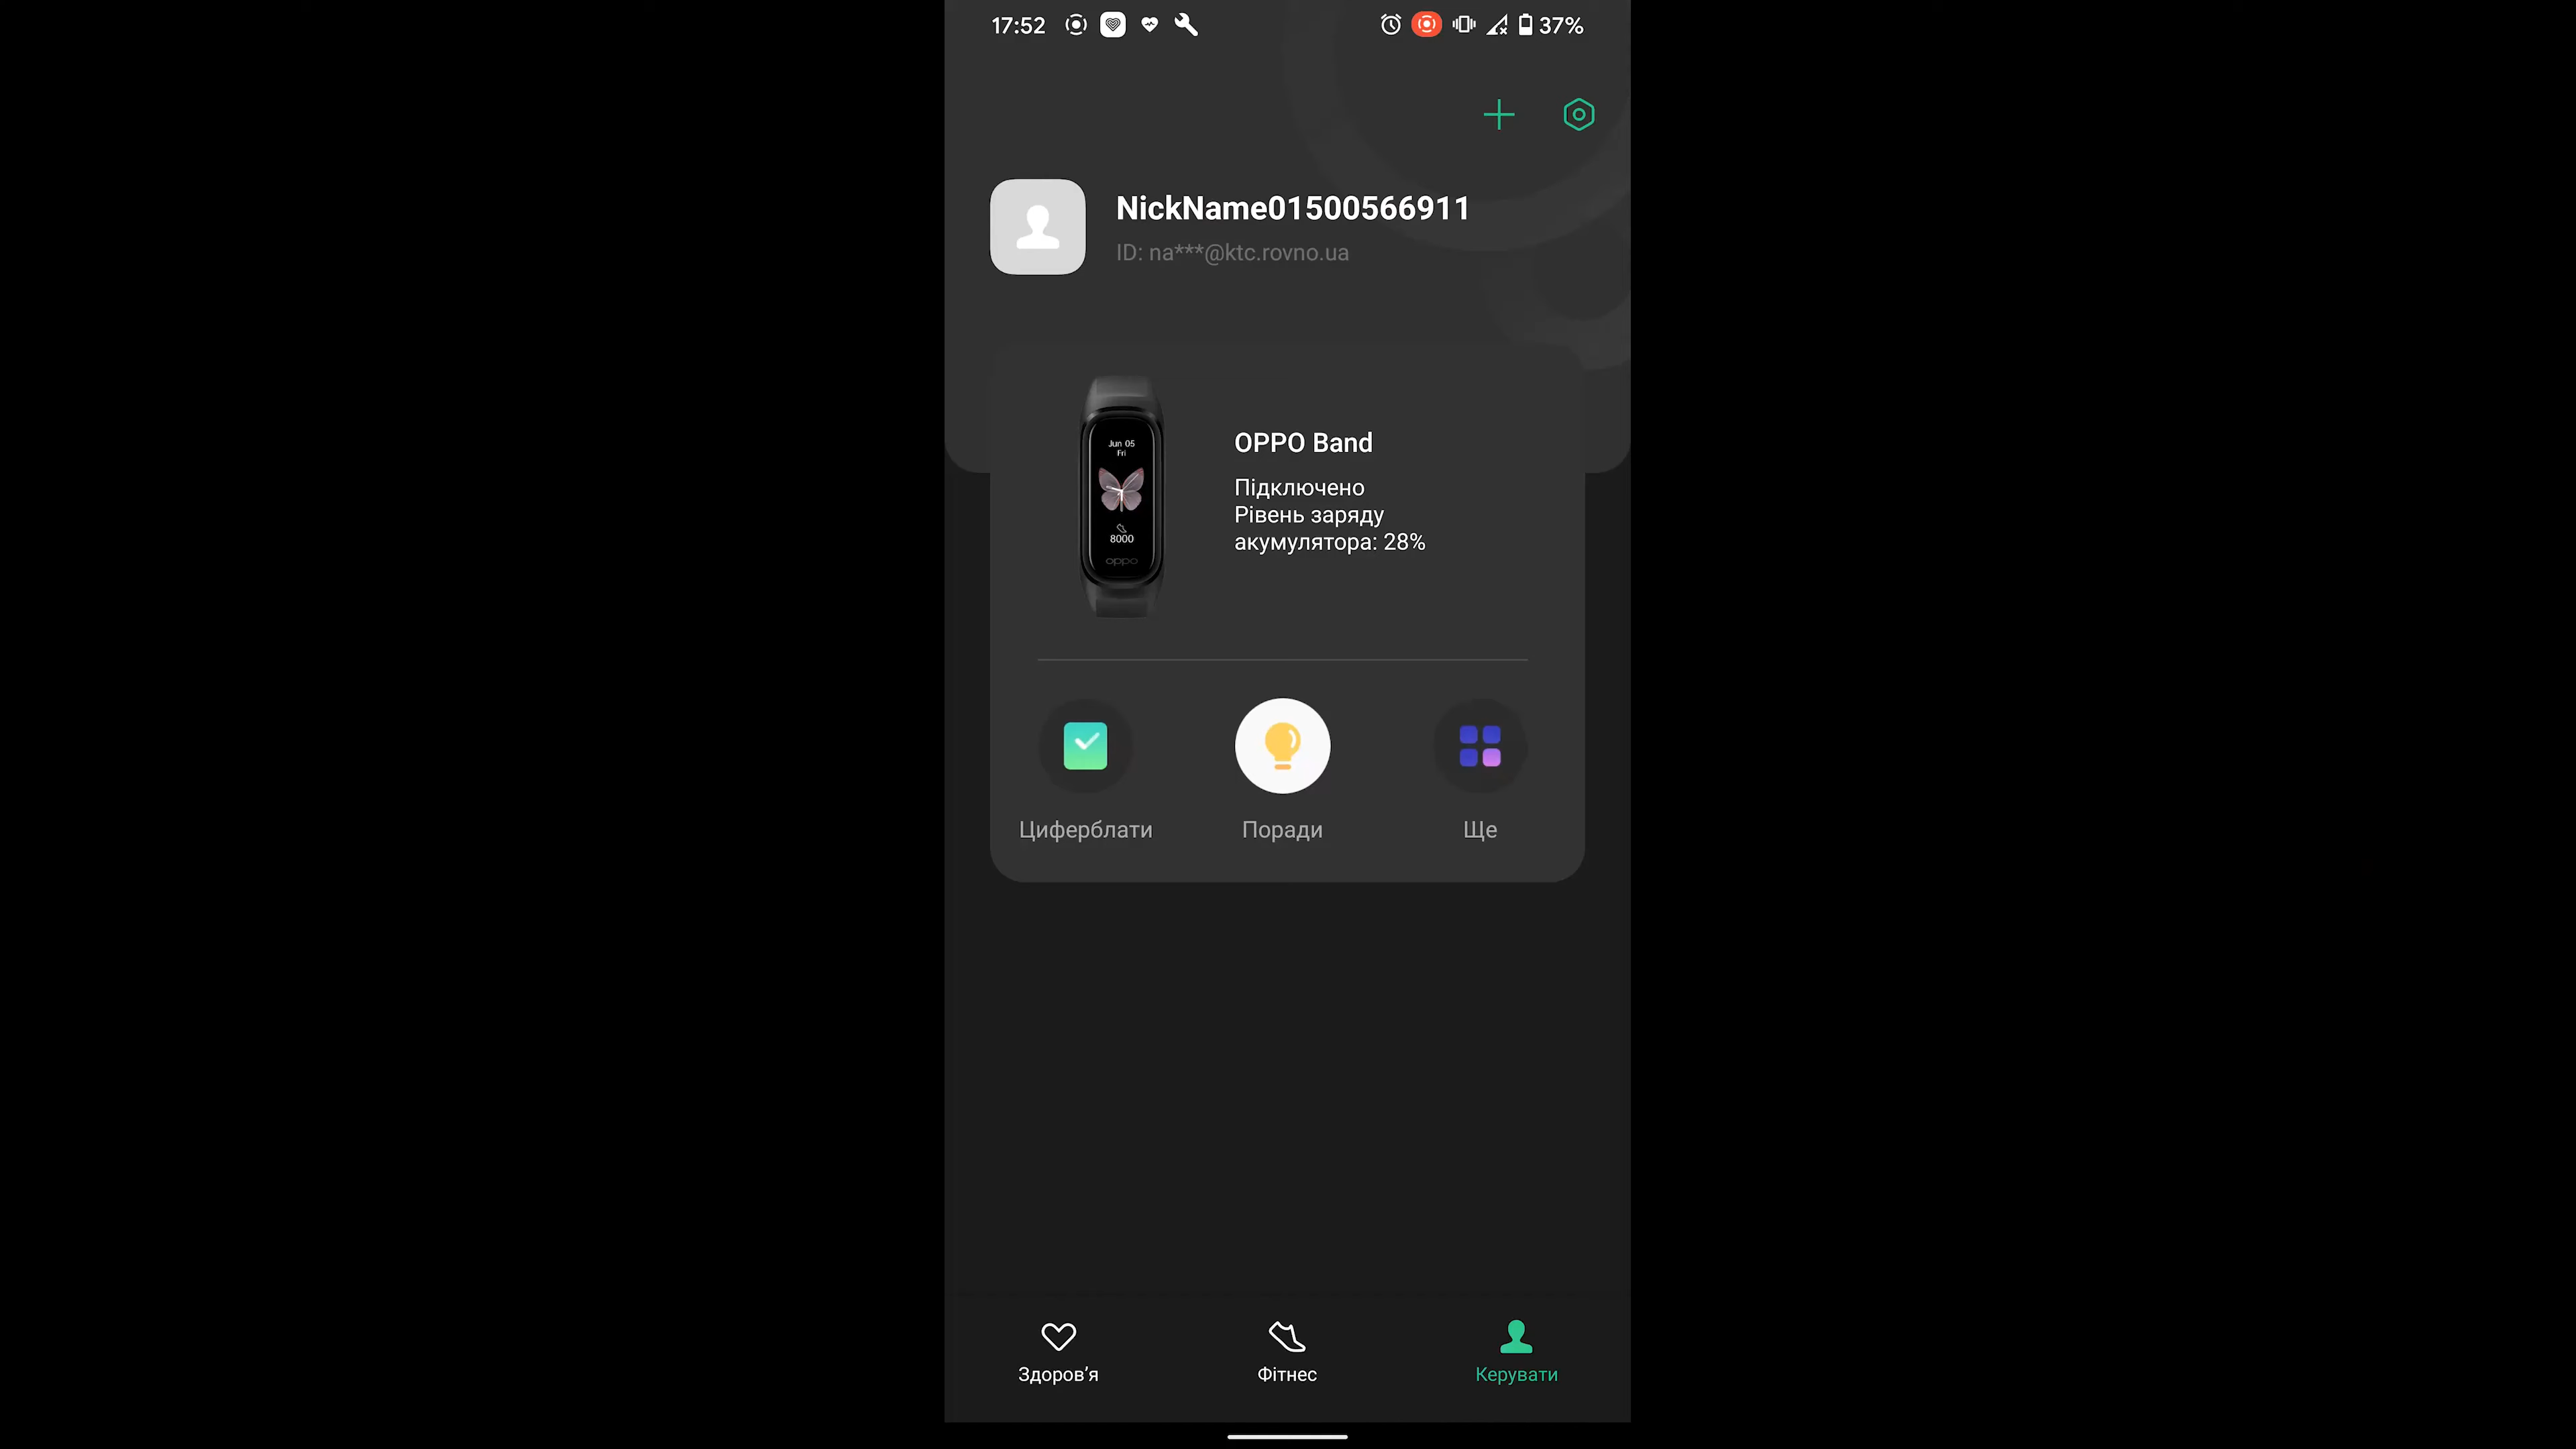 17:52
37%
NickName01500566911
ID: na***@ktc.rovno.ua
Jun 05
Fri
8000
oppo
OPPO Band
Підключено
Рівень заряду
акумулятора: 28%
Циферблати
Поради
Ще
Здоров’я
Фітнес
Керувати